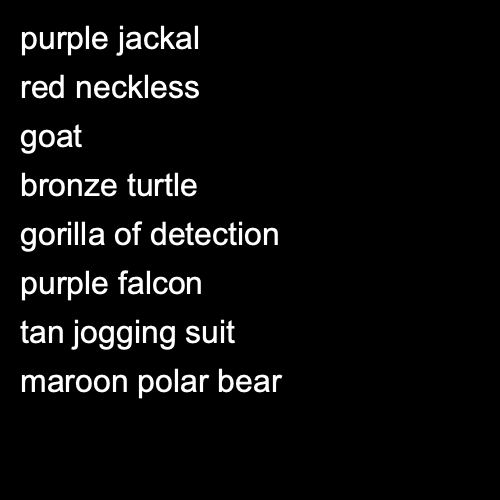 purple jackal
red neckless
goat
bronze turtle
gorilla of detection
purple falcon
tan jogging suit
maroon polar bear